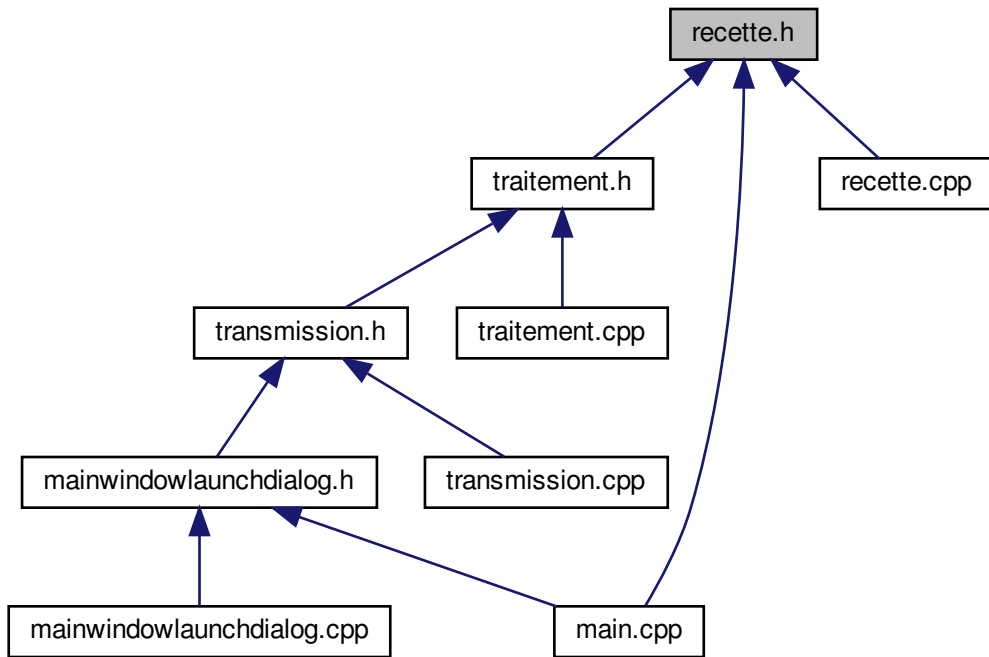 recette.h
traitement.h
recette.cpp
transmission.h
traitement.cpp
mainwindowlaunchdialog.h
transmission.cpp
mainwindowlaunchdialog.cpp
main.cpp